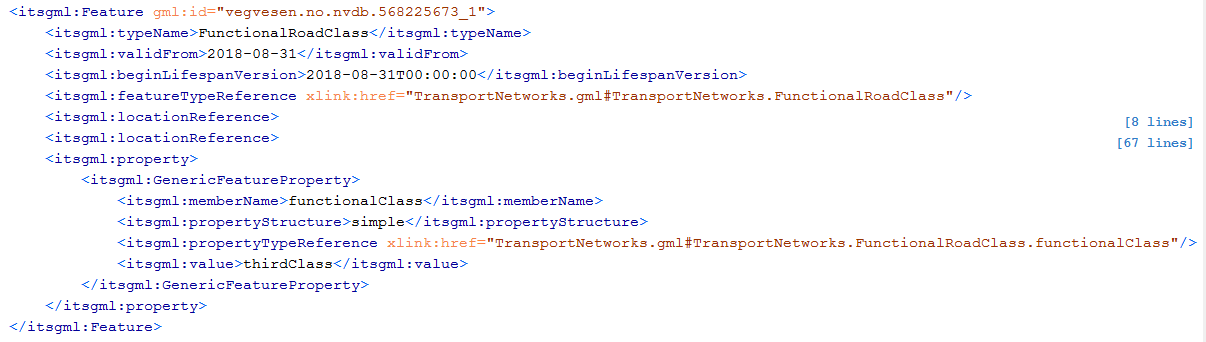 <itsgml:Feature gml:id="vegvesen.no.nvdb.568225673_1">
    <itsgml:typeName>FunctionalRoadClass</itsgml:typeName>
    <itsgml:validFrom>2018-08-31</itsgml:validFrom>
    <itsgml:beginLifespanVersion>2018-08-31T00:00:00</itsgml:beginLifespanVersion>
    <itsgml:featureTypeReference xlink:href="TransportNetworks.gml#TransportNetworks.FunctionalRoadClass"/>
    <itsgml:locationReference> [8 lines]
    <itsgml:locationReference> [67 lines]
    <itsgml:property>
        <itsgml:GenericFeatureProperty>
            <itsgml:memberName>functionalClass</itsgml:memberName>
            <itsgml:propertyStructure>simple</itsgml:propertyStructure>
            <itsgml:propertyTypeReference xlink:href="TransportNetworks.gml#TransportNetworks.FunctionalRoadClass.functionalClass"/>
            <itsgml:value>thirdClass</itsgml:value>
        </itsgml:GenericFeatureProperty>
    </itsgml:property>
</itsgml:Feature>